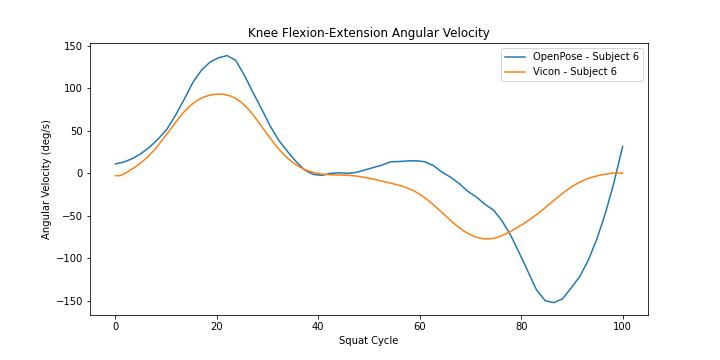 Knee Flexion-Extension Angular Velocity
OpenPose - Subject 6
Vicon - Subject 6
Angular Velocity (deg/s)
150
100
50
0
−50
−100
−150
0
20
40
60
80
100
Squat Cycle